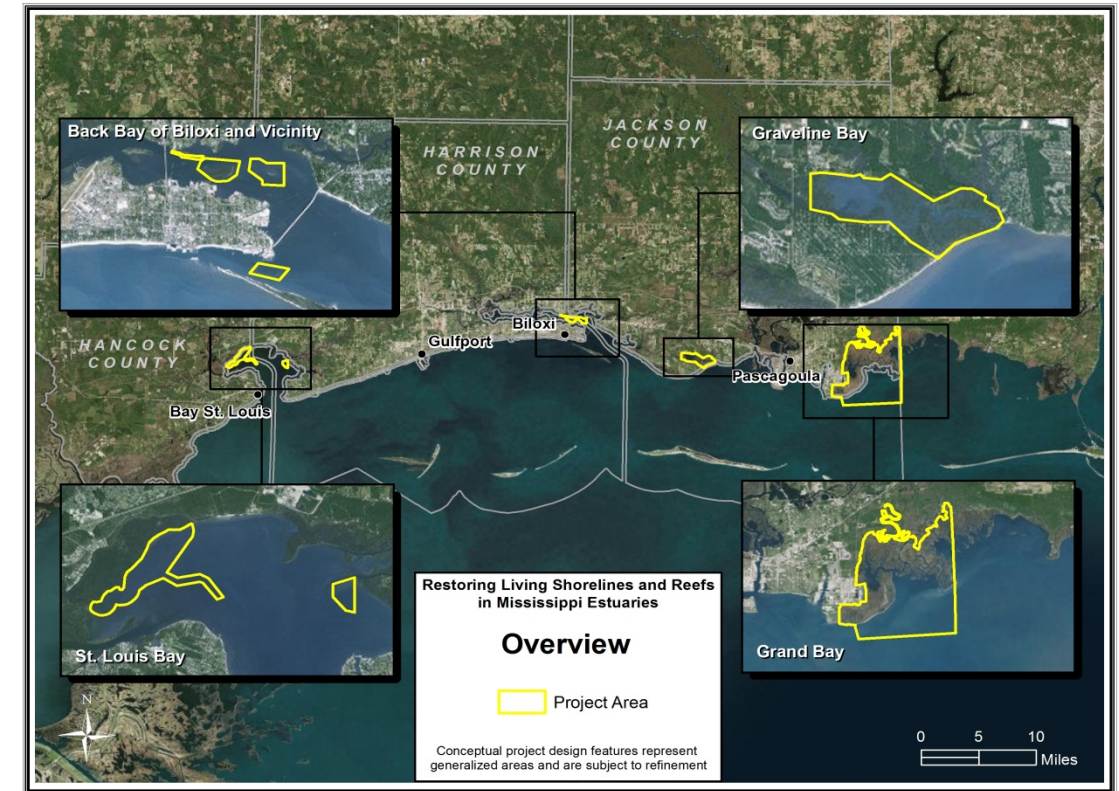 Back Bay of Biloxi and Vicinity
HARRISON
COUNTY
JACKSON
COUNTY
Graveline Bay
HANCOCK
COUNTY
Bay St. Louis
Gulfport
Biloxi
Pascagoula
St. Louis Bay
Restoring Living Shorelines and Reefs
in Mississippi Estuaries
Overview
Project Area
Conceptual project design features represent
generalized areas and are subject to refinement
Grand Bay
N
0 5 10
Miles